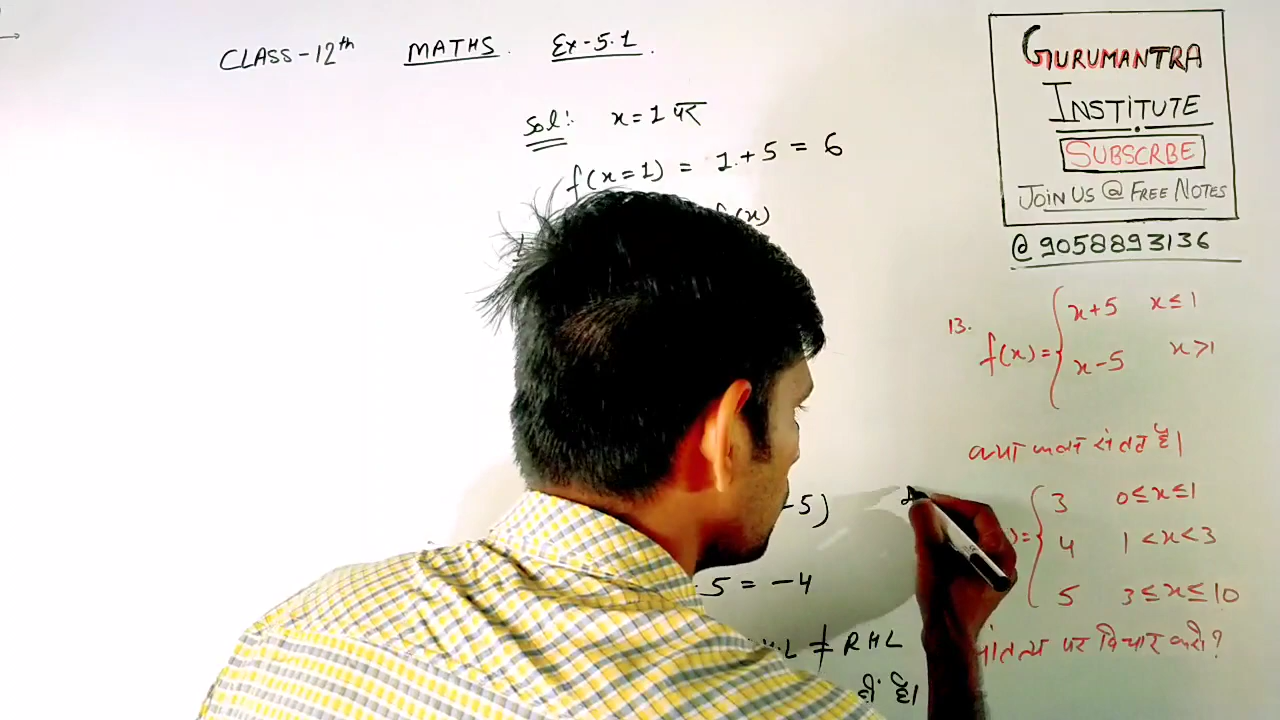 CLASS-12th MATHS. Ex-5.1.
Sol: x=1 पर
f(x=1) = 1+5 = 6
(x)
-5)
5 = -4
≠ RHL
है।
GURUMANTRA
INSTITUTE
SUBSCRBE
JOIN US @ FREE NOTES
@ 9058893136
13.
f(x)= { x+5 x≤1
x-5 x>1
क्या फलन संतत है।
)= { 3 0≤x≤1
4 1<x<3
5 3≤x≤10
पर विचार करो?